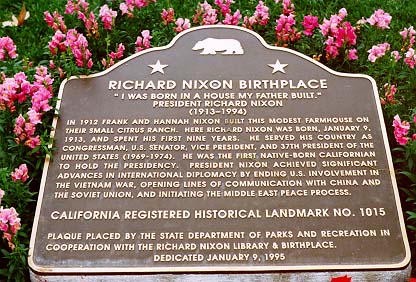 RICHARD NIXON BIRTHPLACE
"I WAS BORN IN A HOUSE MY FATHER BUILT."
PRESIDENT RICHARD NIXON
(1913–1994)
IN 1912 FRANK AND HANNAH NIXON BUILT THIS MODEST FARMHOUSE ON
THEIR SMALL CITRUS RANCH. HERE RICHARD NIXON WAS BORN, JANUARY 9,
1913, AND SPENT HIS FIRST NINE YEARS. HE SERVED HIS COUNTRY AS
CONGRESSMAN, U.S. SENATOR, VICE PRESIDENT, AND 37TH PRESIDENT OF THE
UNITED STATES (1969-1974). HE WAS THE FIRST, NATIVE-BORN CALIFORNIAN
TO HOLD THE PRESIDENCY. PRESIDENT NIXON ACHIEVED SIGNIFICANT
ADVANCES IN INTERNATIONAL DIPLOMACY BY ENDING U.S. INVOLVEMENT IN
THE VIETNAM WAR, OPENING LINES OF COMMUNICATION WITH CHINA AND
THE SOVIET UNION, AND INITIATING THE MIDDLE EAST PEACE PROCESS.
CALIFORNIA REGISTERED HISTORICAL LANDMARK NO. 1015
PLAQUE PLACED BY THE STATE DEPARTMENT OF PARKS AND RECREATION IN
COOPERATION WITH THE RICHARD NIXON LIBRARY & BIRTHPLACE.
DEDICATED JANUARY 9, 1995